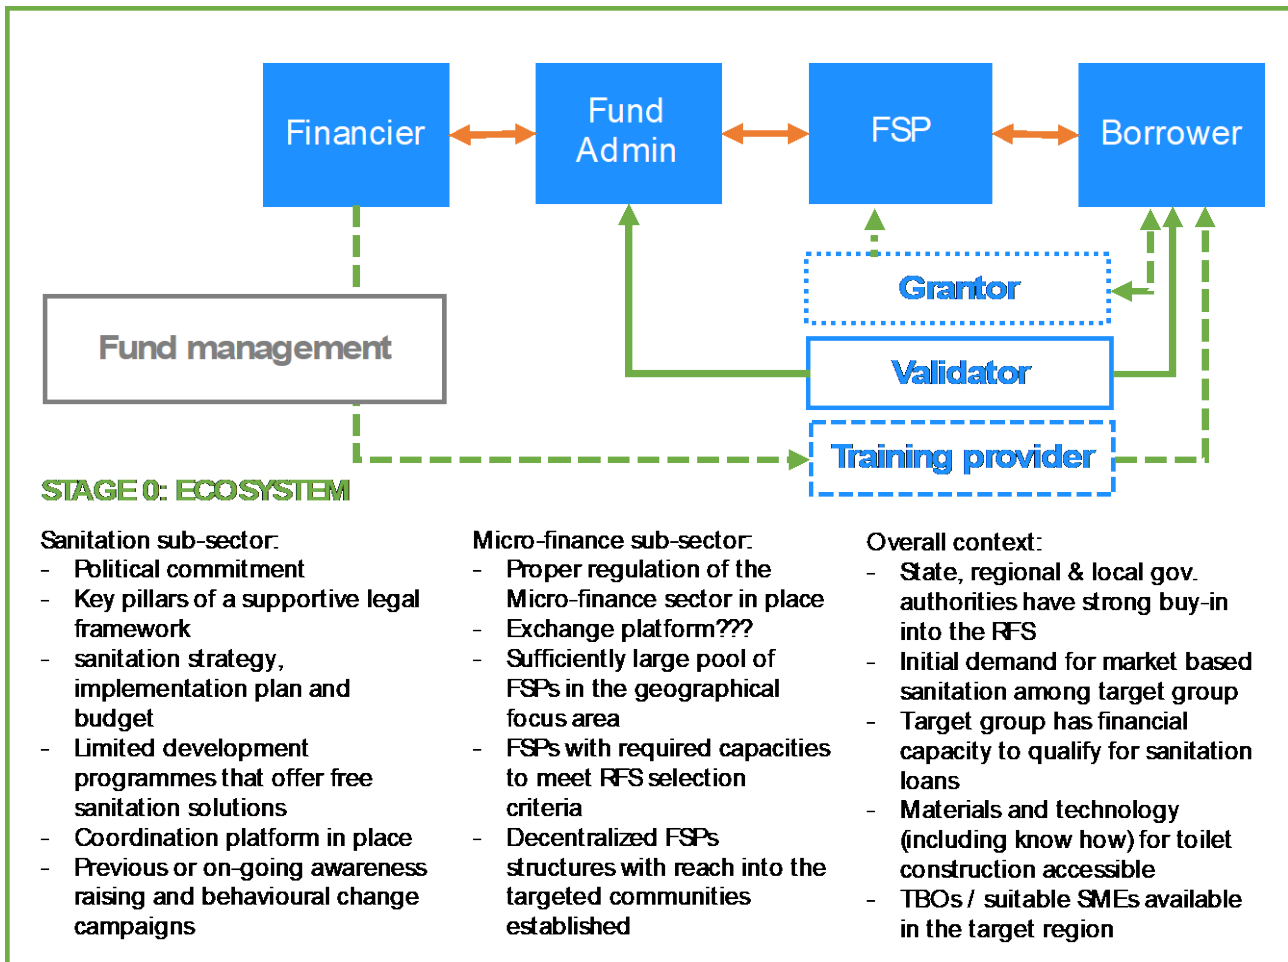 Financier
Fund
Admin
FSP
Borrower
Grantor
Fund management
Validator
Training provider
STAGE 0: ECOSYSTEM
Sanitation sub-sector:
- Political commitment
- Key pillars of a supportive legal
framework
- sanitation strategy,
implementation plan and
budget
- Limited development
programmes that offer free
sanitation solutions
- Coordination platform in place
- Previous or on-going awareness
raising and behavioural change
campaigns
Micro-finance sub-sector:
- Proper regulation of the
Micro-finance sector in place
- Exchange platform???
- Sufficiently large pool of
FSPs in the geographical
focus area
- FSPs with required capacities
to meet RFS selection
criteria
- Decentralized FSPs
structures with reach into the
targeted communities
established
Overall context:
- State, regional & local gov.
authorities have strong buy-in
into the RFS
- Initial demand for market based
sanitation among target group
- Target group has financial
capacity to qualify for sanitation
loans
- Materials and technology
(including know how) for toilet
construction accessible
- TBOs / suitable SMEs available
in the target region